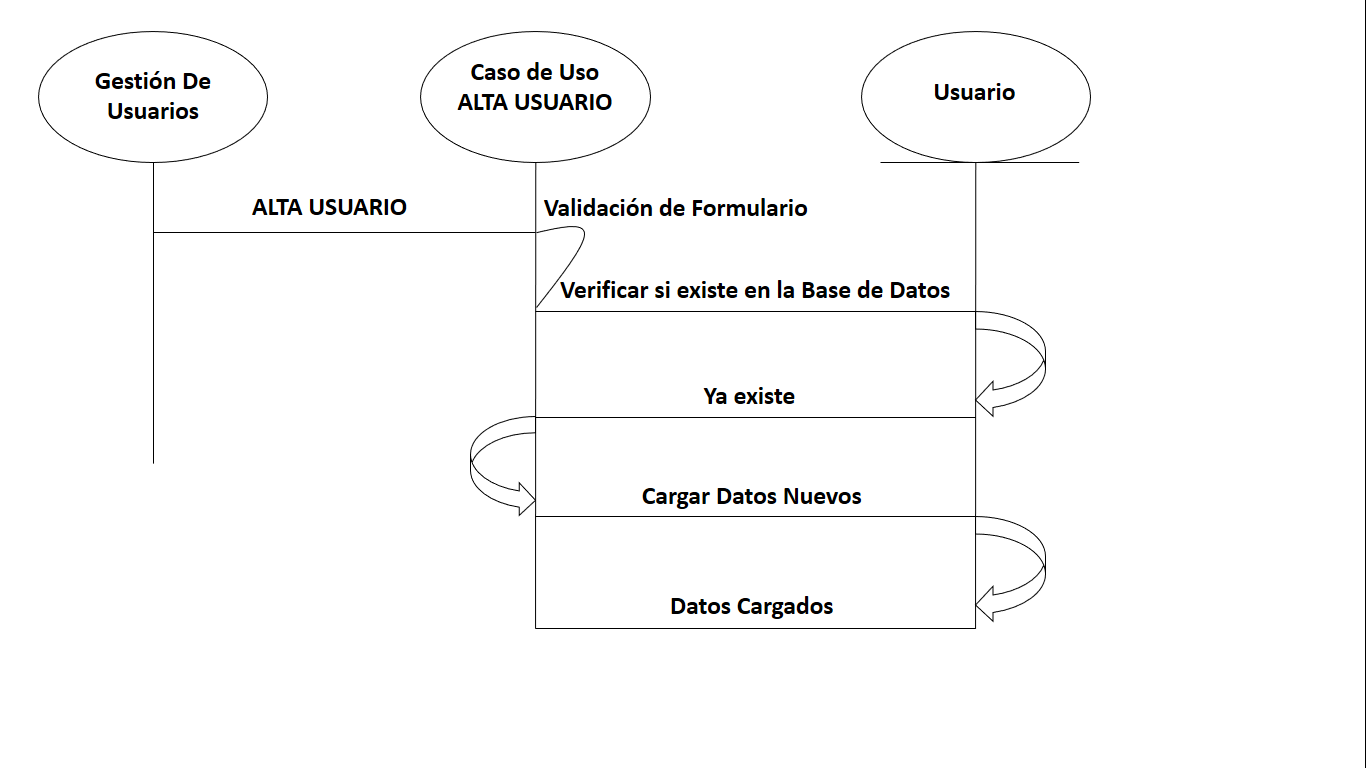 Gestión De
Usuarios
Caso de Uso
ALTA USUARIO
Usuario
ALTA USUARIO
Validación de Formulario
Verificar si existe en la Base de Datos
Ya existe
Cargar Datos Nuevos
Datos Cargados